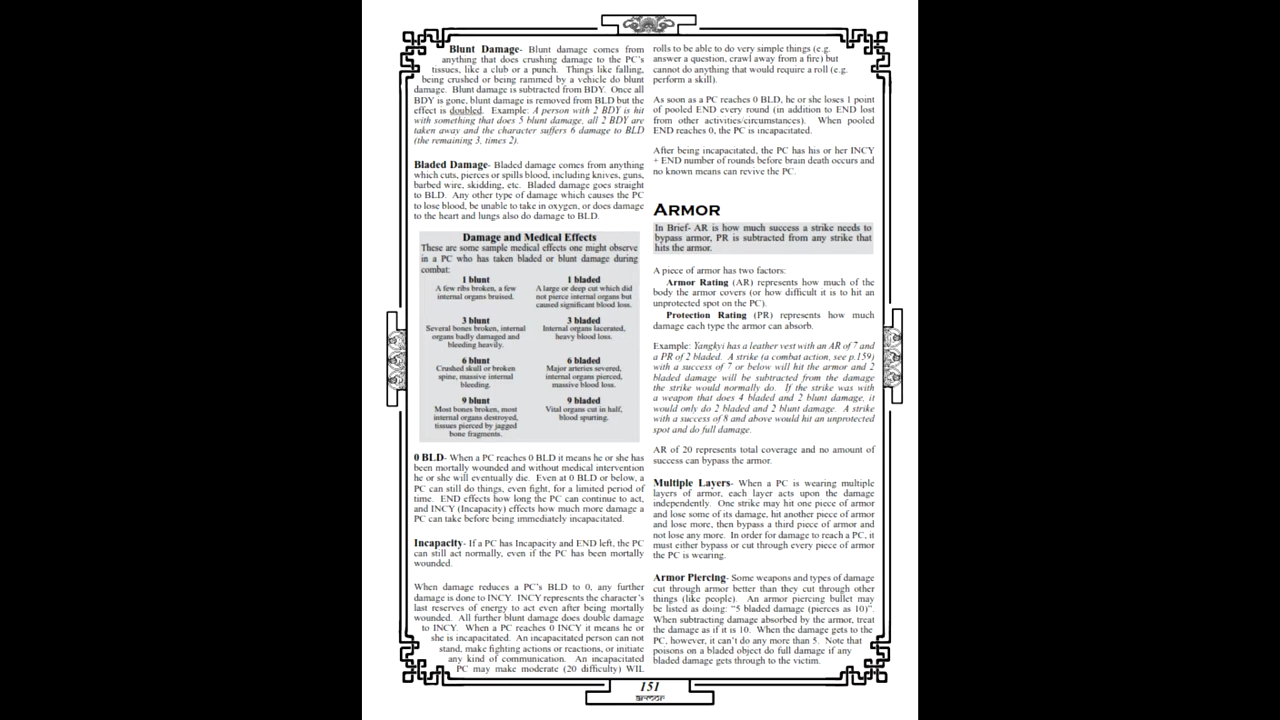 Blunt Damage- Blunt damage comes from
anything that does crushing damage to the PC's
tissues, like a club or a punch. Things like falling,
being crushed or being rammed by a vehicle do blunt
damage. Blunt damage is subtracted from BDY. Once all
BDY is gone, blunt damage is removed from BLD but the
effect is doubled. Example: A person with 2 BDY is hit
with something that does 5 blunt damage, all 2 BDY are
taken away and the character suffers 6 damage to BLD
(the remaining 3, times 2).
Bladed Damage- Bladed damage comes from anything
which cuts, pierces or spills blood, including knives, guns,
barbed wire, skidding, etc. Bladed damage goes straight
to BLD. Any other type of damage which causes the PC
to lose blood, be unable to take in oxygen, or does damage
to the heart and lungs also do damage to BLD.
Damage and Medical Effects
These are some sample medical effects one might observe
in a PC who has taken bladed or blunt damage during
combat:
1 blunt
A few ribs broken, a few
internal organs bruised.
1 bladed
A large or deep cut which did
not pierce internal organs but
caused significant blood loss.
3 blunt
Several bones broken, internal
organs badly damaged and
bleeding heavily.
3 bladed
Internal organs lacerated,
heavy blood loss.
6 blunt
Crushed skull or broken
spine, massive internal
bleeding.
6 bladed
Major arteries severed,
internal organs pierced,
massive blood loss.
9 blunt
Most bones broken, most
internal organs destroyed,
tissues pierced by jagged
bone fragments.
9 bladed
Vital organs cut in half,
blood spurting.
0 BLD- When a PC reaches 0 BLD it means he or she has
been mortally wounded and without medical intervention
he or she will eventually die. Even at 0 BLD or below, a
PC can still do things, even fight, for a limited period of
time. END effects how long the PC can continue to act,
and INCY (Incapacity) effects how much more damage a
PC can take before being immediately incapacitated.
Incapacity- If a PC has Incapacity and END left, the PC
can still act normally, even if the PC has been mortally
wounded.
When damage reduces a PC's BLD to 0, any further
damage is done to INCY. INCY represents the character's
last reserves of energy to act even after being mortally
wounded. All further blunt damage does double damage
to INCY. When a PC reaches 0 INCY it means he or
she is incapacitated. An incapacitated person can not
stand, make fighting actions or reactions, or initiate
any kind of communication. An incapacitated
PC may make moderate (20 difficulty) WIL
rolls to be able to do very simple things (e.g.
answer a question, crawl away from a fire) but
cannot do anything that would require a roll (e.g.
perform a skill).
As soon as a PC reaches 0 BLD, he or she loses 1 point
of pooled END every round (in addition to END lost
from other activities/circumstances). When pooled
END reaches 0, the PC is incapacitated.
After being incapacitated, the PC has his or her INCY
+ END number of rounds before brain death occurs and
no known means can revive the PC.
ARMOR
In Brief- AR is how much success a strike needs to
bypass armor, PR is subtracted from any strike that
hits the armor.
A piece of armor has two factors:
Armor Rating (AR) represents how much of the
body the armor covers (or how difficult it is to hit an
unprotected spot on the PC).
Protection Rating (PR) represents how much
damage each type the armor can absorb.
Example: Yangkyi has a leather vest with an AR of 7 and
a PR of 2 bladed. A strike (a combat action, see p.159)
with a success of 7 or below will hit the armor and 2
bladed damage will be subtracted from the damage
the strike would normally do. If the strike was with
a weapon that does 4 bladed and 2 blunt damage, it
would only do 2 bladed and 2 blunt damage. A strike
with a success of 8 and above would hit an unprotected
spot and do full damage.
AR of 20 represents total coverage and no amount of
success can bypass the armor.
Multiple Layers- When a PC is wearing multiple
layers of armor, each layer acts upon the damage
independently. One strike may hit one piece of armor
and lose some of its damage, hit another piece of armor
and lose more, then bypass a third piece of armor and
not lose any more. In order for damage to reach a PC, it
must either bypass or cut through every piece of armor
the PC is wearing.
Armor Piercing- Some weapons and types of damage
cut through armor better than they cut through other
things (like people). An armor piercing bullet may
be listed as doing: "5 bladed damage (pierces as 10)".
When subtracting damage absorbed by the armor, treat
the damage as if it is 10. When the damage gets to the
PC, however, it can't do any more than 5. Note that
poisons on a bladed object do full damage if any
bladed damage gets through to the victim.
151
armor